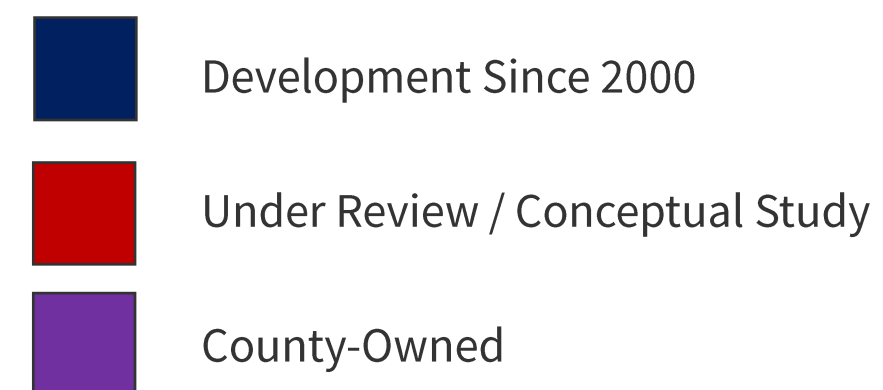 Development Since 2000
Under Review / Conceptual Study
County-Owned